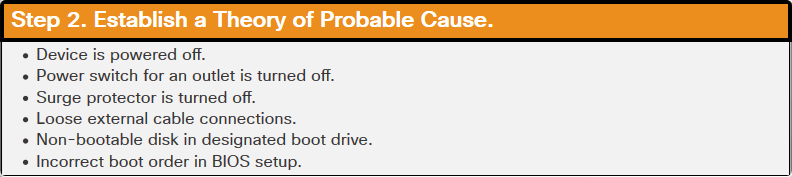 Step 2. Establish a Theory of Probable Cause.
• Device is powered off.
• Power switch for an outlet is turned off.
• Surge protector is turned off.
• Loose external cable connections.
• Non-bootable disk in designated boot drive.
• Incorrect boot order in BIOS setup.